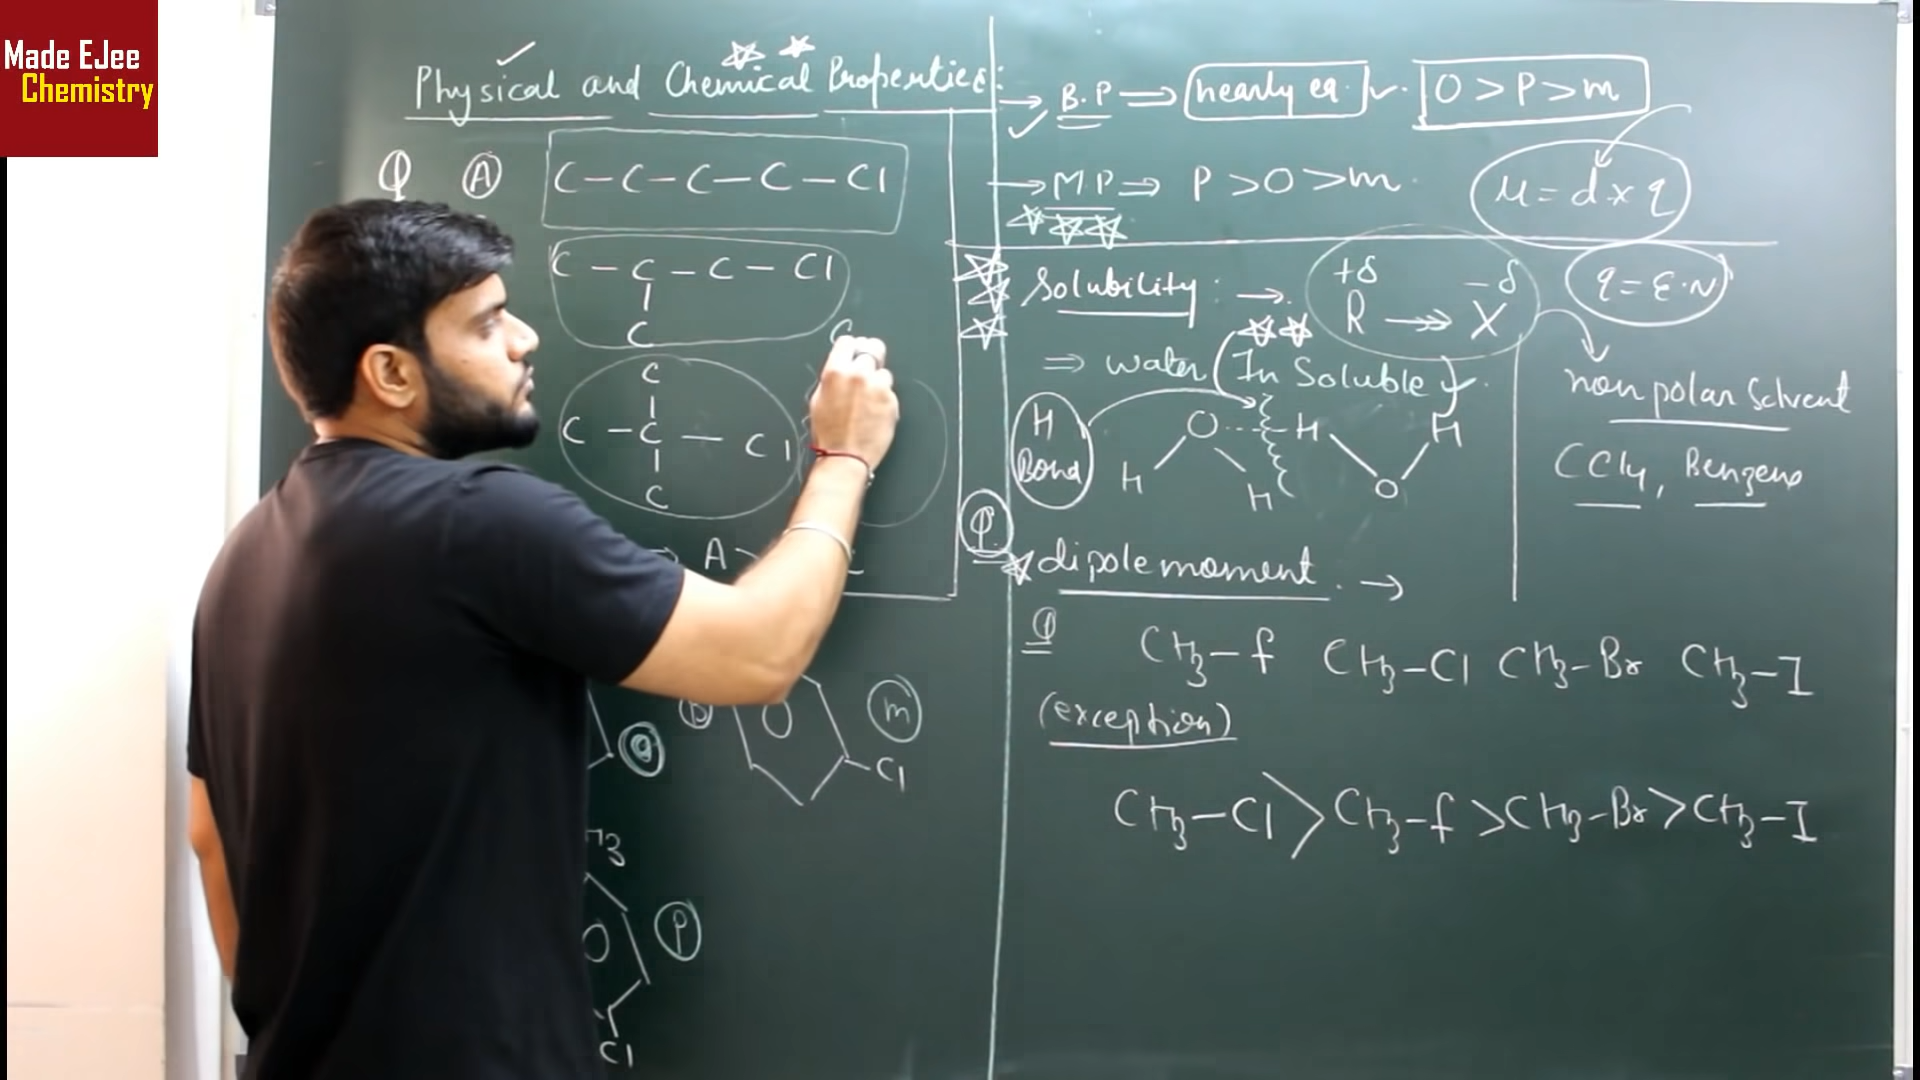 Made EJee
Chemistry
Physical and Chemical Properties:
Q A C-C-C-C-Cl
C-C-C-Cl
C
C
C-C-Cl
C
→ A
m
Cl
P
Cl
→ B.P ⇒ nearly eq. O > P > m
→ M.P ⇒ P > O > m
μ = d x q
Solubility : →
+δ -δ
R → X
q = E.N
⇒ water (In Soluble)
non polar Solvent
CCl4, Benzene
H Bond
O --- H H
H H O
Q
dipolemoment. →
Q CH3-f CH3-Cl CH3-Br CH3-I
(exception)
CH3-Cl > CH3-f > CH3-Br > CH3-I